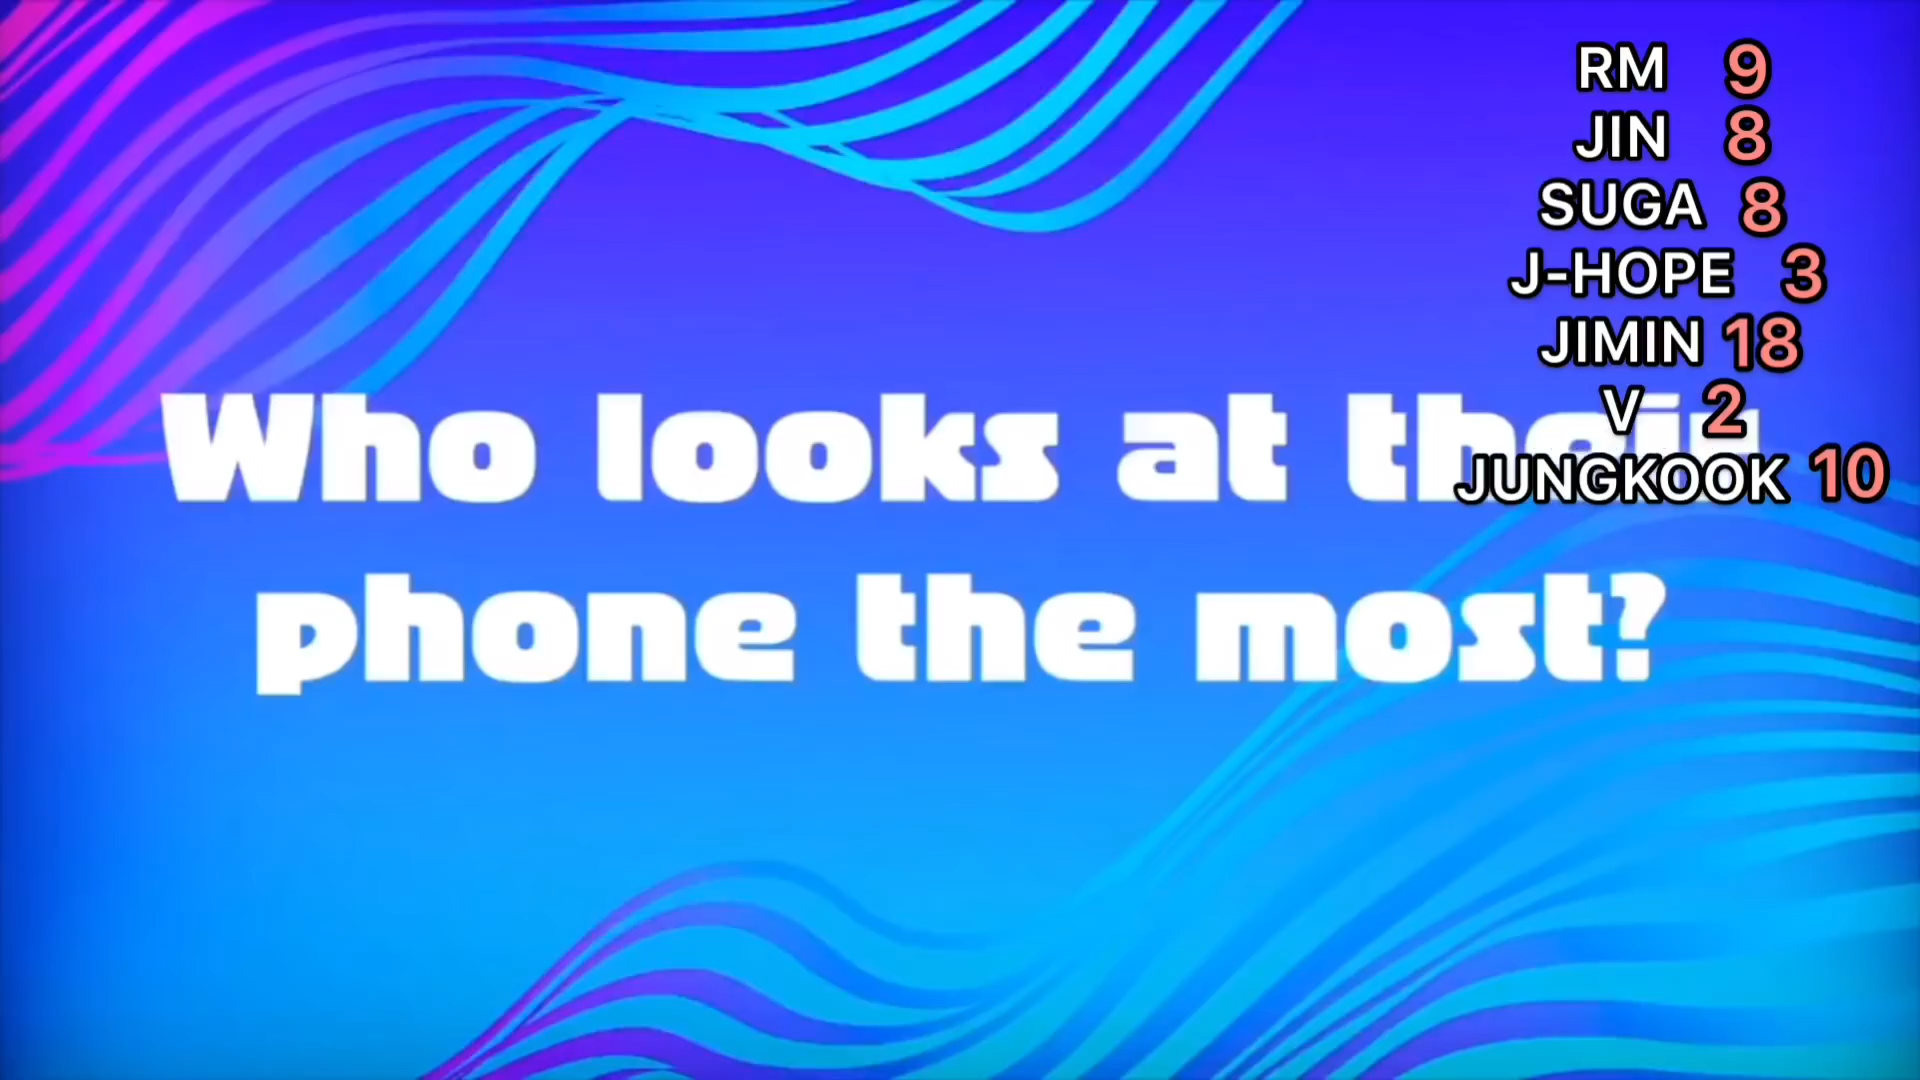 RM 9
JIN 8
SUGA 8
J-HOPE 3
JIMIN 18
V 2
JUNGKOOK 10
Who looks at their
phone the most?